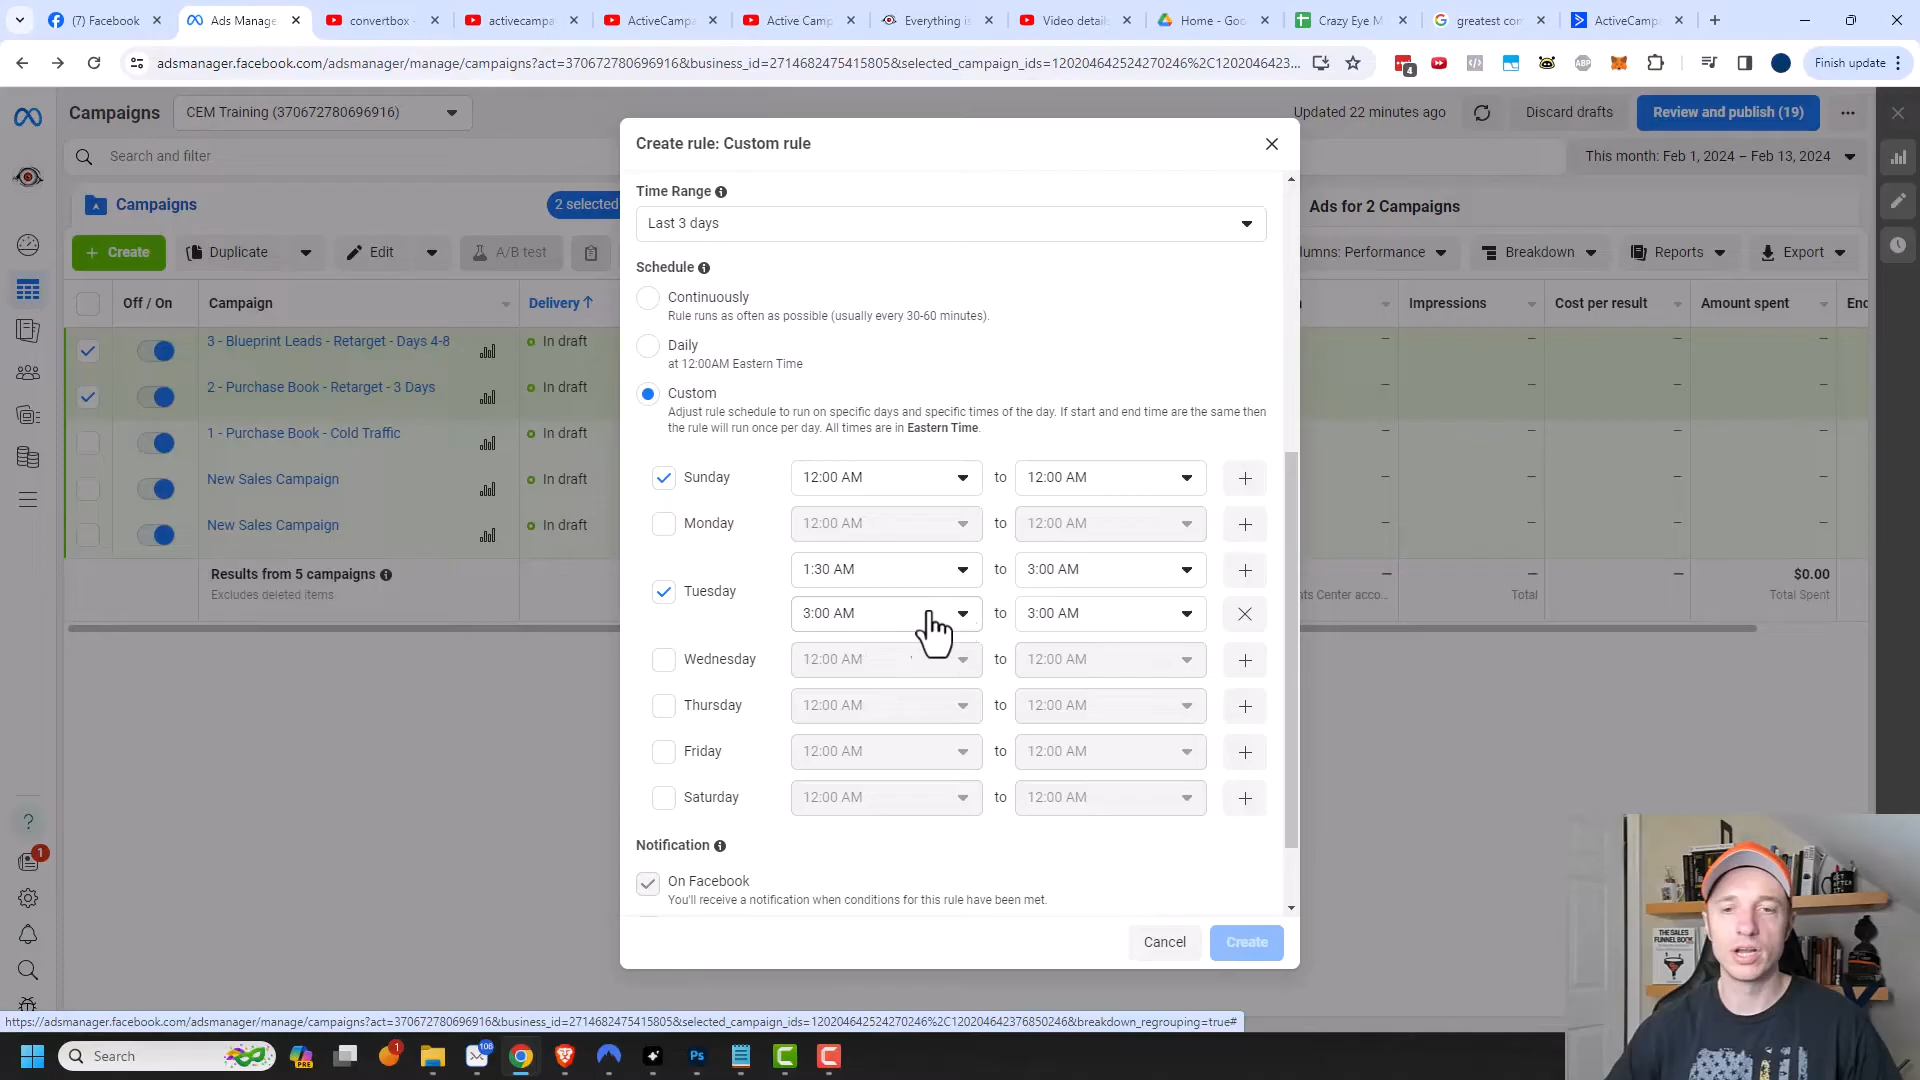 (7) Facebook
Ads Manage
convertbox -
activecampa
ActiveCamp
Active Camp
Everything is
Video detail
Home - Goo
Crazy Eye M
greatest con
ActiveCamp
adsmanager.facebook.com/adsmanager/manage/campaigns?act=370672780696916&business_id=2714682475415805&selected_campaign_ids=120204642524270246%2C1202046423...
4
ABP
Finish update
Campaigns
CEM Training (370672780696916)
Updated 22 minutes ago
Discard drafts
Review and publish (19)
Search and filter
This month: Feb 1, 2024 – Feb 13, 2024
Campaigns
2 selected
Ads for 2 Campaigns
+ Create
Duplicate
Edit
A/B test
lumns: Performance
Breakdown
Reports
Export
Off / On
Campaign
Delivery ↑
Impressions
Cost per result
Amount spent
End
3 - Blueprint Leads - Retarget - Days 4-8
In draft
– – –
2 - Purchase Book - Retarget - 3 Days
In draft
– – –
1 - Purchase Book - Cold Traffic
In draft
– – –
New Sales Campaign
In draft
– – –
New Sales Campaign
In draft
– – –
Results from 5 campaigns
Excludes deleted items
nts Center acco...
—
Total
—
$0.00
Total Spent
Create rule: Custom rule
Time Range
Last 3 days
Schedule
Continuously
Rule runs as often as possible (usually every 30-60 minutes).
Daily
at 12:00AM Eastern Time
Custom
Adjust rule schedule to run on specific days and specific times of the day. If start and end time are the same then
the rule will run once per day. All times are in Eastern Time.
Sunday 12:00 AM to 12:00 AM
Monday 12:00 AM to 12:00 AM
1:30 AM to 3:00 AM
Tuesday
3:00 AM to 3:00 AM
Wednesday 12:00 AM to 12:00 AM
Thursday 12:00 AM to 12:00 AM
Friday 12:00 AM to 12:00 AM
Saturday 12:00 AM to 12:00 AM
Notification
On Facebook
You'll receive a notification when conditions for this rule have been met.
Cancel
Create
1
THE SALES
FUNNEL BOOK
GET
AFTER
IT
https://adsmanager.facebook.com/adsmanager/manage/campaigns?act=370672780696916&business_id=2714682475415805&selected_campaign_ids=120204642524270246%2C120204642376850246&breakdown_regrouping=true#
Search
PRE
1
106
Ps